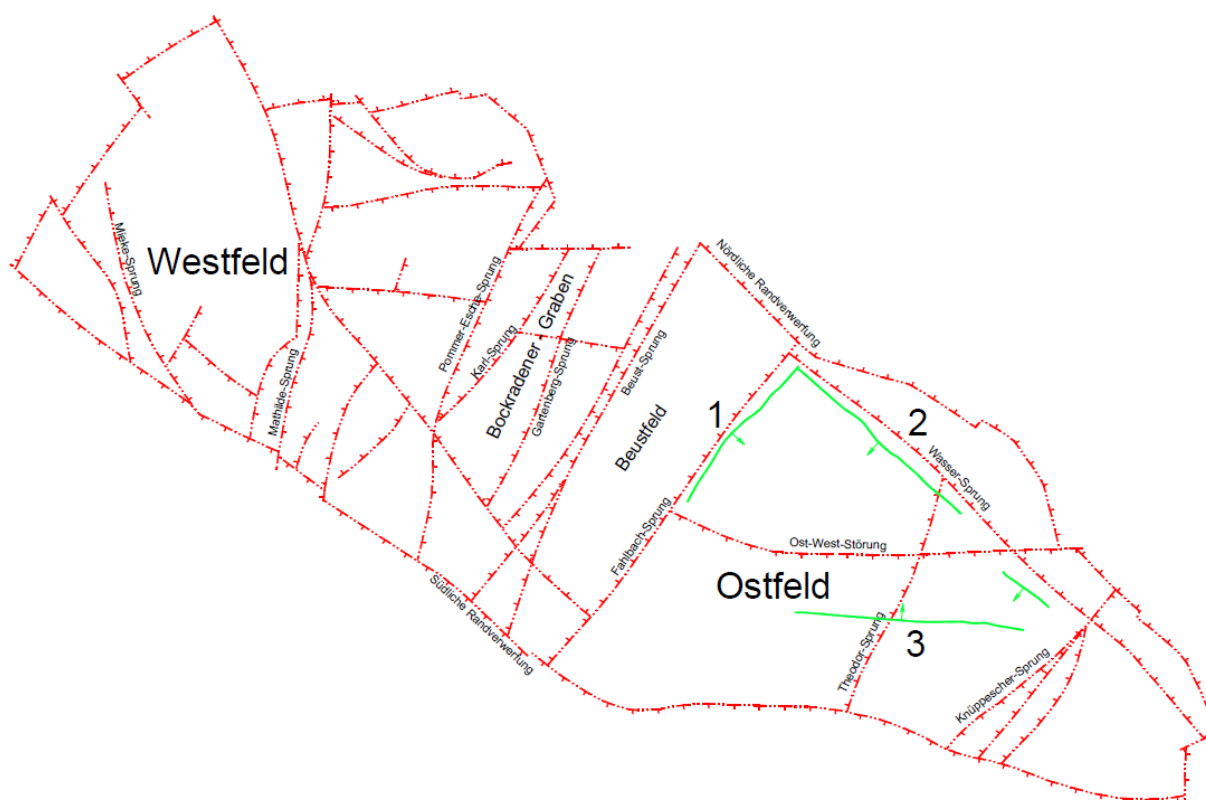 Westfeld
Mieke-Sprung
Mathilde-Sprung
Pommer-Esche-Sprung
Karl-Sprung
Bockradener - Graben
Gartenberg-Sprung
Beust-Sprung
Beustfeld
Nördliche Randverwerfung
1
2
Wasser-Sprung
Fahlbach-Sprung
Ost-West-Störung
Ostfeld
Südliche Randverwerfung
Theodor-Sprung
3
Knüppescher-Sprung